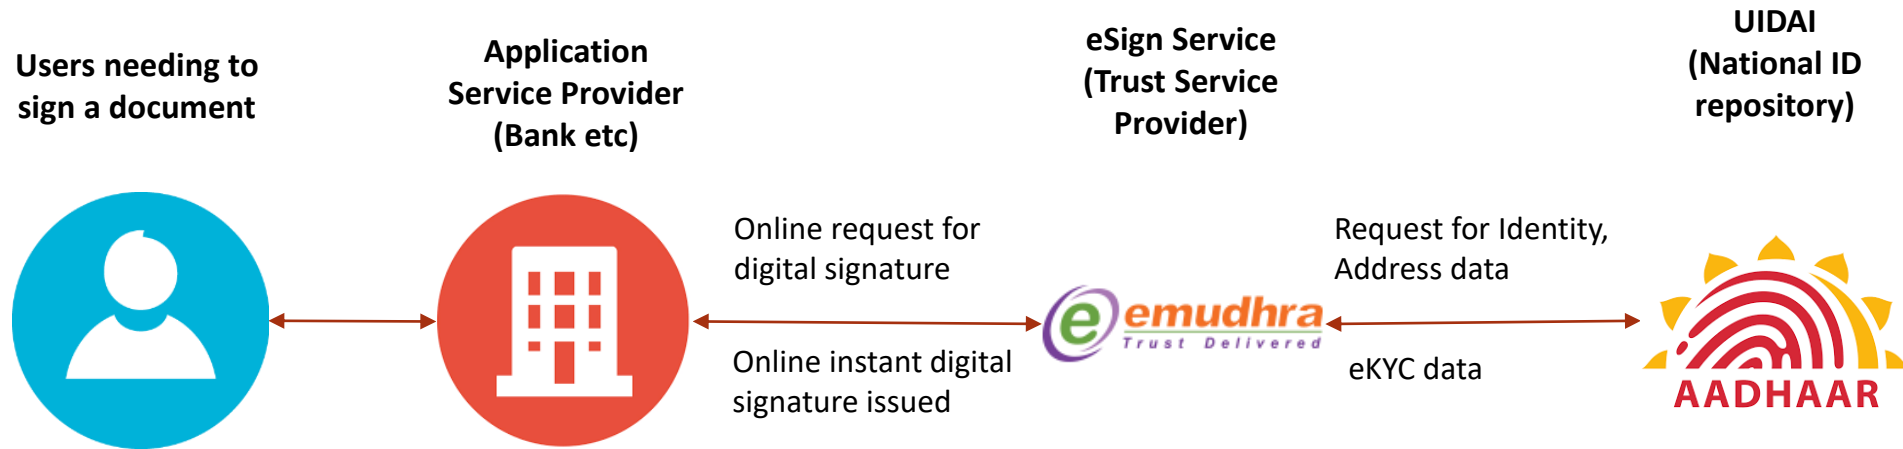 Users needing to
sign a document
Application
Service Provider
(Bank etc)
eSign Service
(Trust Service
Provider)
UIDAI
(National ID
repository)
Online request for
digital signature
Online instant digital
signature issued
e emudhra
Trust Delivered
Request for Identity,
Address data
eKYC data
AADHAAR